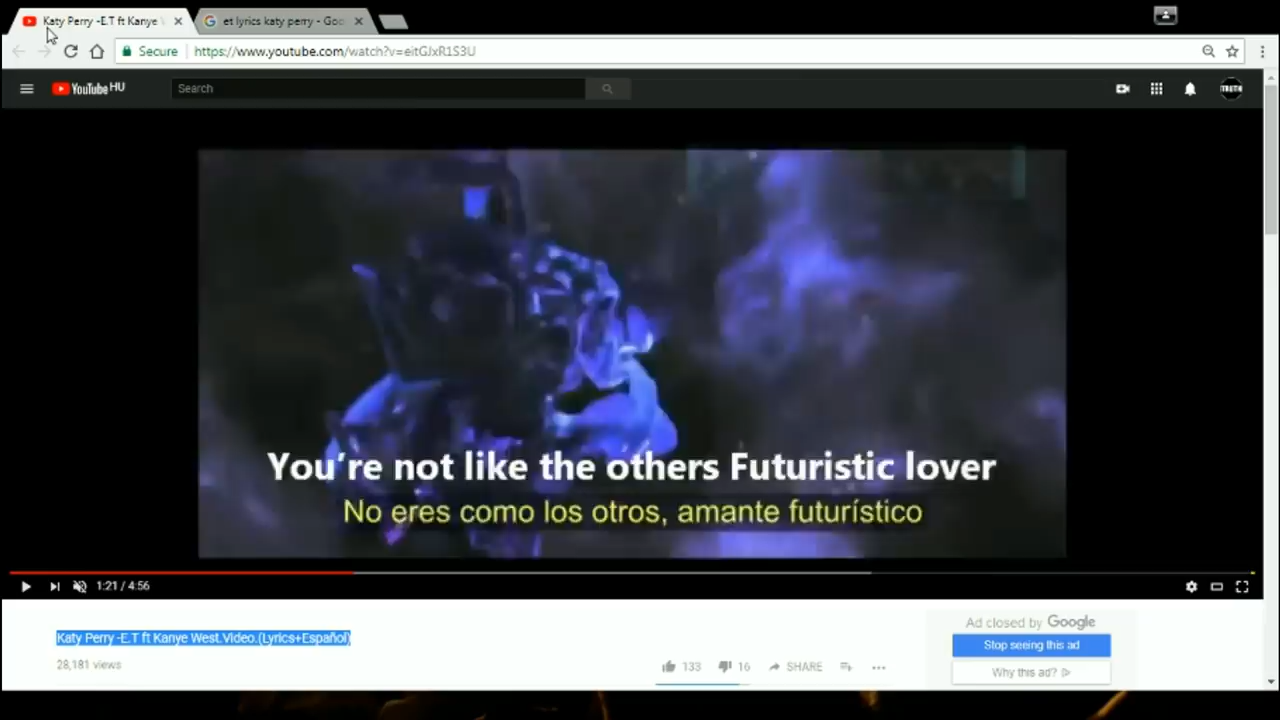 Katy Perry -E.T ft Kanye
et lyrics katy perry - Goo
Secure https://www.youtube.com/watch?v=eitGJxR1S3U
YouTube HU
Search
TRUTH
You're not like the others Futuristic lover
No eres como los otros, amante futurístico
1:21 / 4:56
Katy Perry -E.T ft Kanye West.Video.(Lyrics+Español)
28,181 views
133 16 SHARE
Ad closed by Google
Stop seeing this ad
Why this ad?